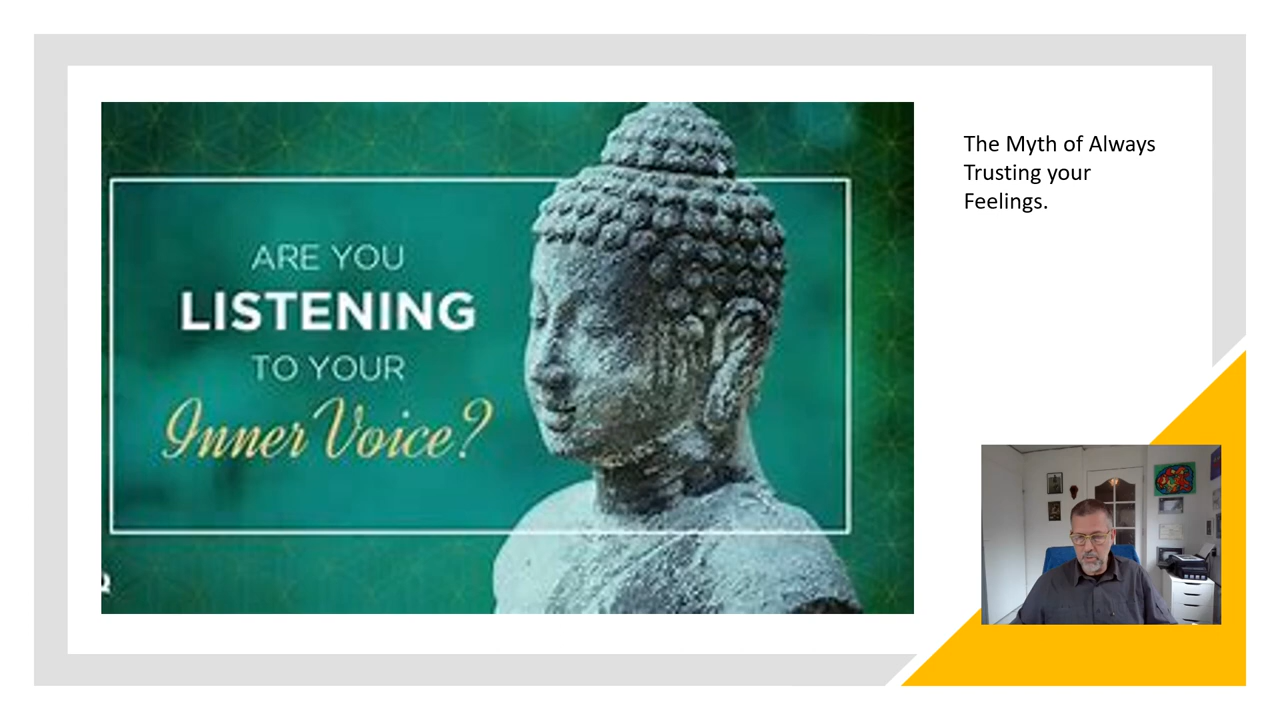 ARE YOU
LISTENING
TO YOUR
Inner Voice?
The Myth of Always
Trusting your
Feelings.